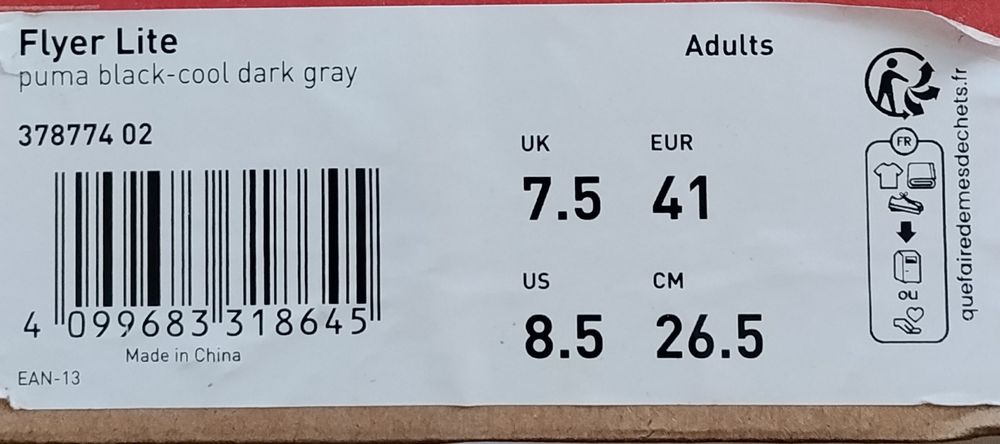 Flyer Lite
puma black-cool dark gray
Adults
378774 02
UK EUR
7.5 41
US CM
8.5 26.5
4 099683 318645
Made in China
EAN-13
FR
OU
quefairedemesdechets.fr